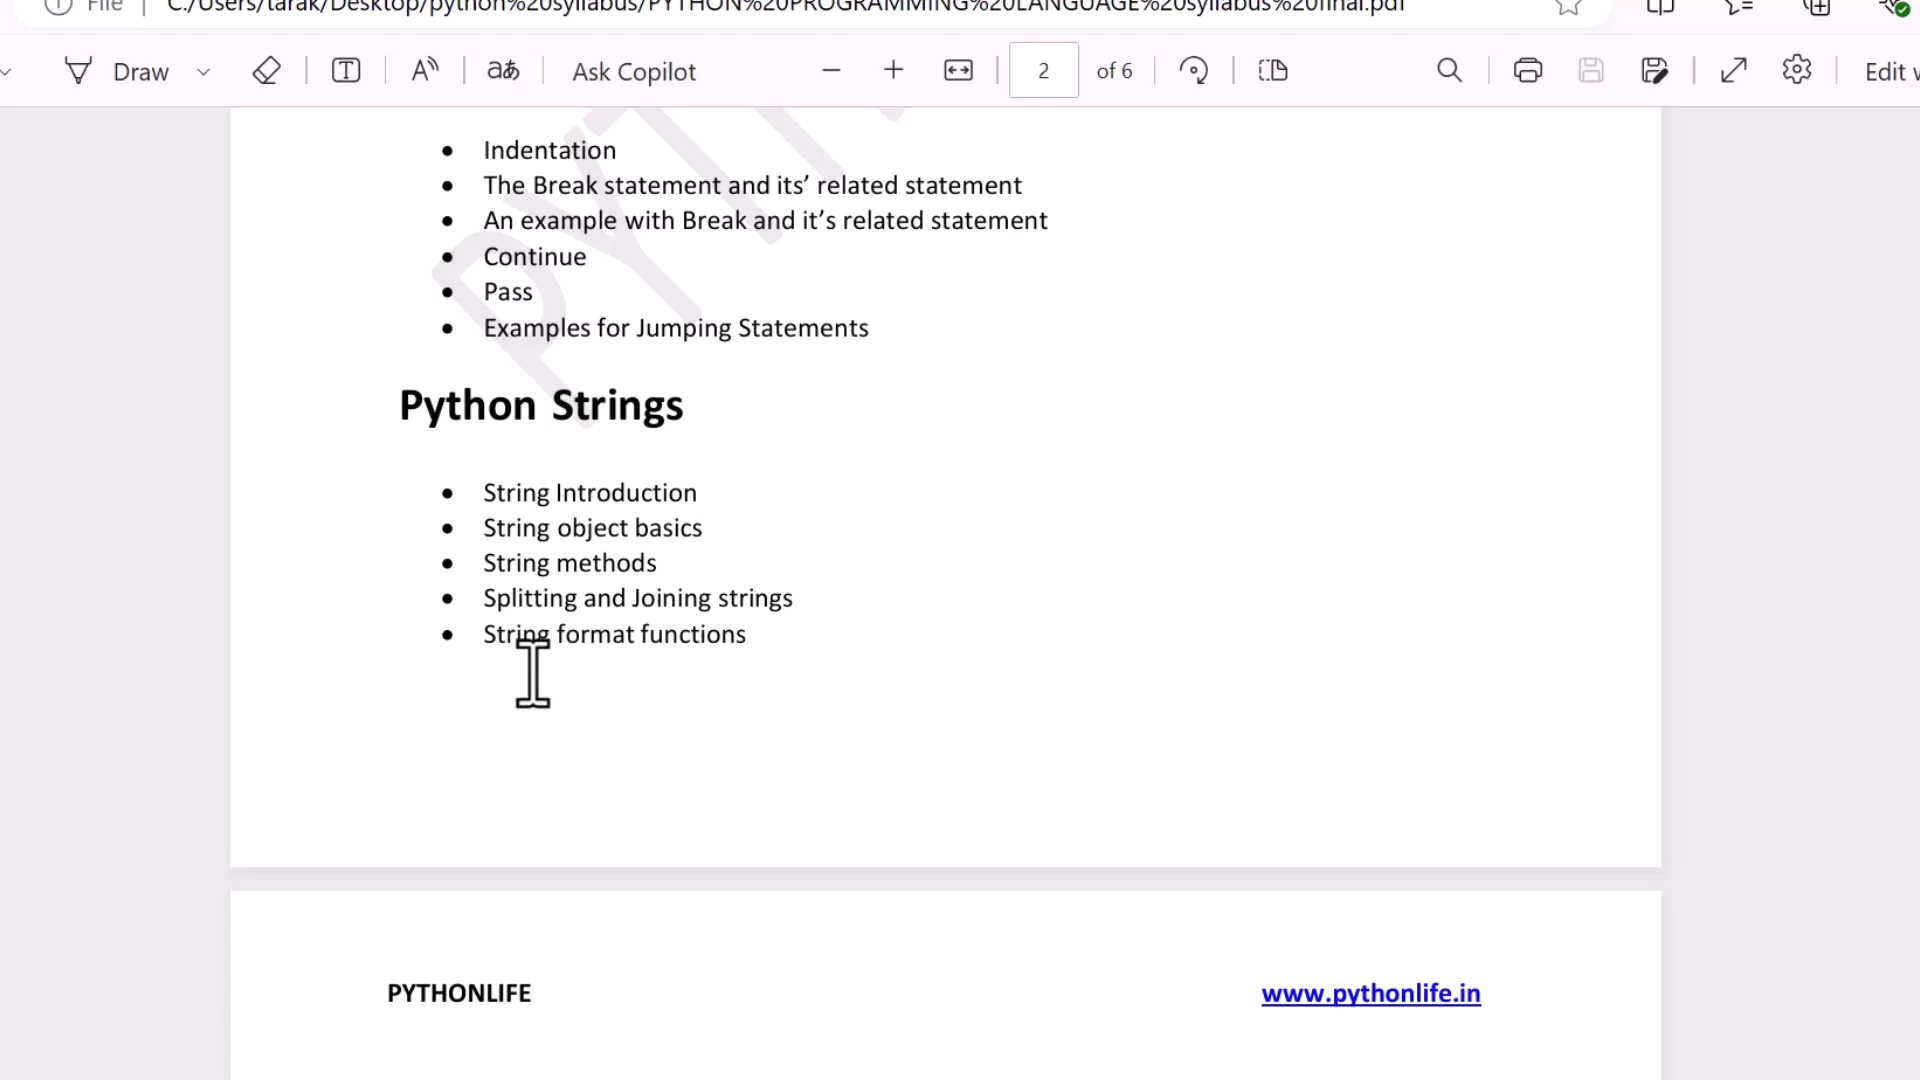 File
C:/Users/tarak/Desktop/python%20syllabus/PYTHON%20PROGRAMMING%20LANGUAGE%20syllabus%20final.pdf
Draw
Ask Copilot
2 of 6
Edit
PYTH
• Indentation
• The Break statement and its’ related statement
• An example with Break and it’s related statement
• Continue
• Pass
• Examples for Jumping Statements
Python Strings
• String Introduction
• String object basics
• String methods
• Splitting and Joining strings
• String format functions
PYTHONLIFE
www.pythonlife.in